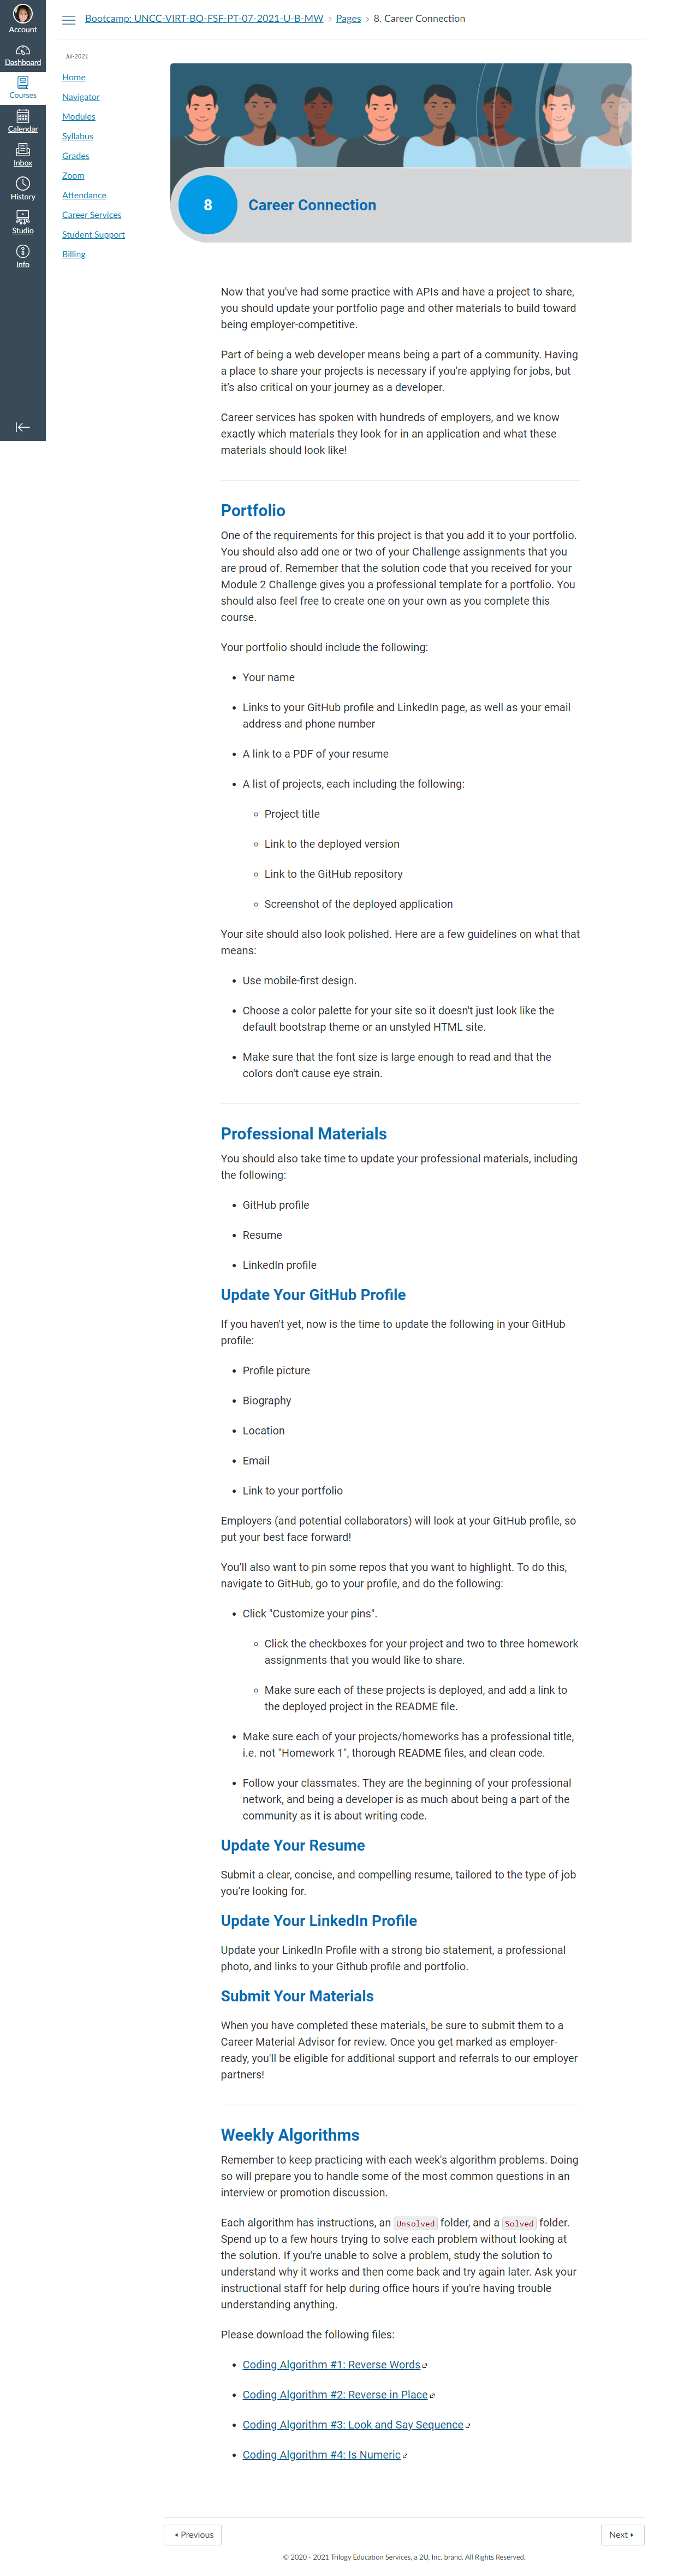 Account
Dashboard
Courses
Calendar
Inbox
History
Studio
Info
Bootcamp: UNCC-VIRT-BO-FSF-PT-07-2021-U-B-MW › Pages › 8. Career Connection
Jul-2021
Home
Navigator
Modules
Syllabus
Grades
Zoom
Attendance
Career Services
Student Support
Billing
8 Career Connection
Now that you've had some practice with APIs and have a project to share,
you should update your portfolio page and other materials to build toward
being employer-competitive.
Part of being a web developer means being a part of a community. Having
a place to share your projects is necessary if you're applying for jobs, but
it's also critical on your journey as a developer.
Career services has spoken with hundreds of employers, and we know
exactly which materials they look for in an application and what these
materials should look like!
Portfolio
One of the requirements for this project is that you add it to your portfolio.
You should also add one or two of your Challenge assignments that you
are proud of. Remember that the solution code that you received for your
Module 2 Challenge gives you a professional template for a portfolio. You
should also feel free to create one on your own as you complete this
course.
Your portfolio should include the following:
• Your name
• Links to your GitHub profile and LinkedIn page, as well as your email
address and phone number
• A link to a PDF of your resume
• A list of projects, each including the following:
◦ Project title
◦ Link to the deployed version
◦ Link to the GitHub repository
◦ Screenshot of the deployed application
Your site should also look polished. Here are a few guidelines on what that
means:
• Use mobile-first design.
• Choose a color palette for your site so it doesn't just look like the
default bootstrap theme or an unstyled HTML site.
• Make sure that the font size is large enough to read and that the
colors don't cause eye strain.
Professional Materials
You should also take time to update your professional materials, including
the following:
• GitHub profile
• Resume
• LinkedIn profile
Update Your GitHub Profile
If you haven't yet, now is the time to update the following in your GitHub
profile:
• Profile picture
• Biography
• Location
• Email
• Link to your portfolio
Employers (and potential collaborators) will look at your GitHub profile, so
put your best face forward!
You'll also want to pin some repos that you want to highlight. To do this,
navigate to GitHub, go to your profile, and do the following:
• Click "Customize your pins".
◦ Click the checkboxes for your project and two to three homework
assignments that you would like to share.
◦ Make sure each of these projects is deployed, and add a link to
the deployed project in the README file.
• Make sure each of your projects/homeworks has a professional title,
i.e. not "Homework 1", thorough README files, and clean code.
• Follow your classmates. They are the beginning of your professional
network, and being a developer is as much about being a part of the
community as it is about writing code.
Update Your Resume
Submit a clear, concise, and compelling resume, tailored to the type of job
you're looking for.
Update Your LinkedIn Profile
Update your LinkedIn Profile with a strong bio statement, a professional
photo, and links to your Github profile and portfolio.
Submit Your Materials
When you have completed these materials, be sure to submit them to a
Career Material Advisor for review. Once you get marked as employer-
ready, you'll be eligible for additional support and referrals to our employer
partners!
Weekly Algorithms
Remember to keep practicing with each week's algorithm problems. Doing
so will prepare you to handle some of the most common questions in an
interview or promotion discussion.
Each algorithm has instructions, an Unsolved folder, and a Solved folder.
Spend up to a few hours trying to solve each problem without looking at
the solution. If you're unable to solve a problem, study the solution to
understand why it works and then come back and try again later. Ask your
instructional staff for help during office hours if you're having trouble
understanding anything.
Please download the following files:
• Coding Algorithm #1: Reverse Words
• Coding Algorithm #2: Reverse in Place
• Coding Algorithm #3: Look and Say Sequence
• Coding Algorithm #4: Is Numeric
◂ Previous
Next ▸
© 2020 - 2021 Trilogy Education Services, a 2U, Inc. brand. All Rights Reserved.